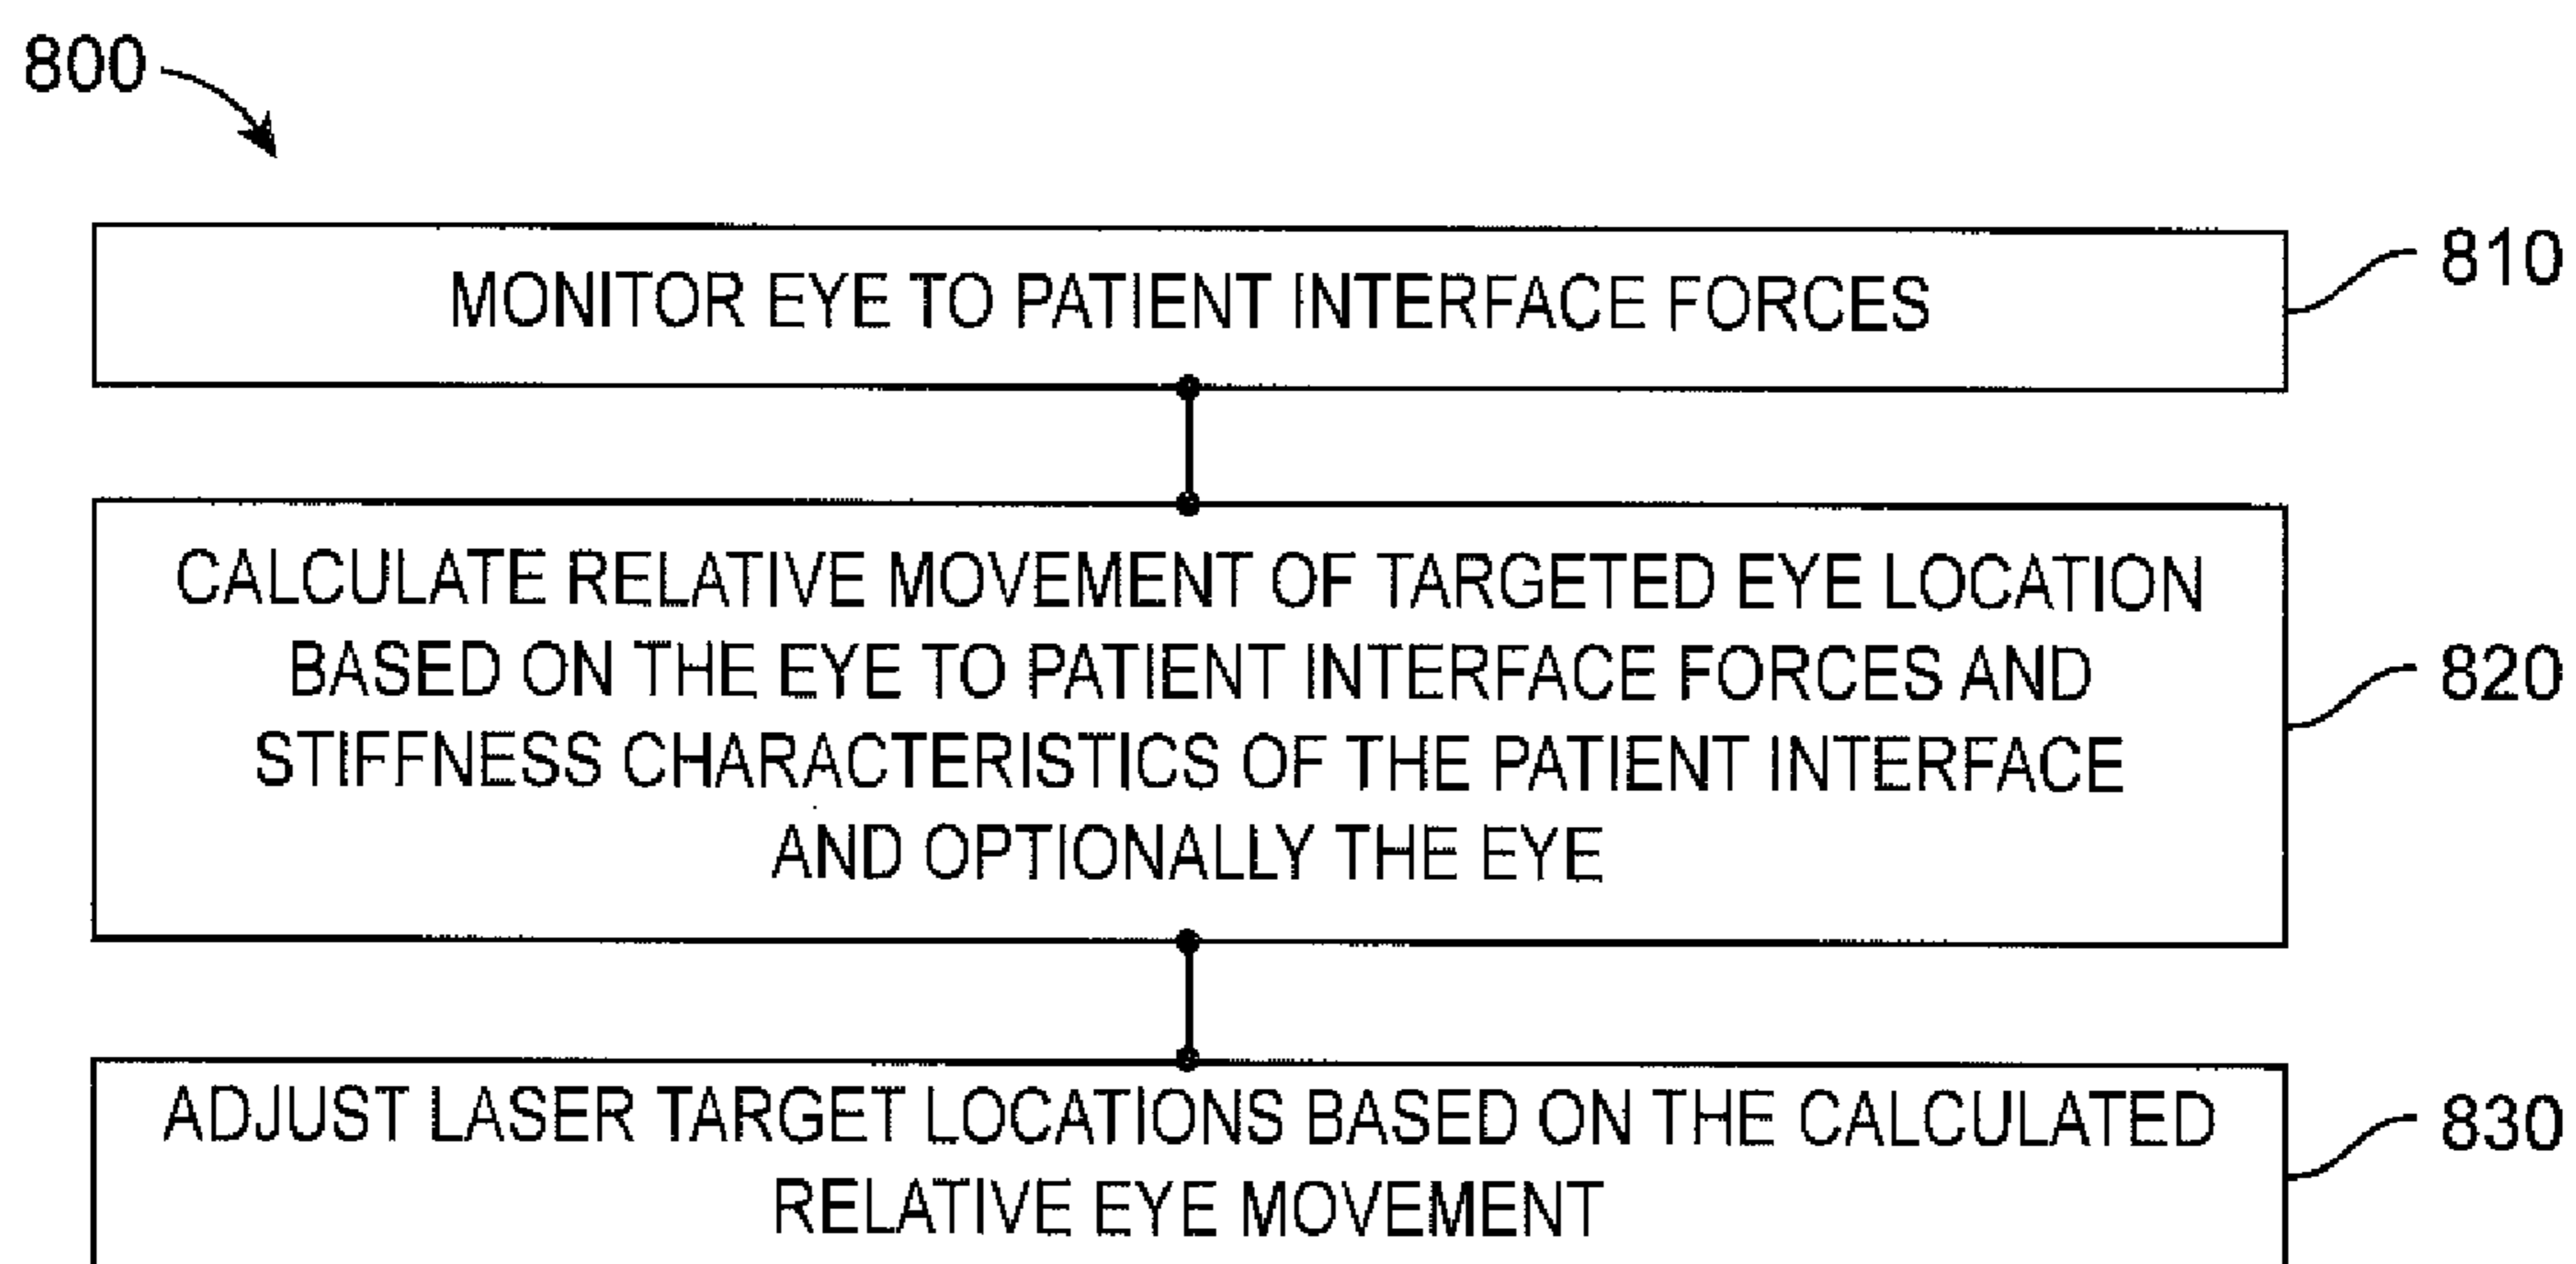 800
MONITOR EYE TO PATIENT INTERFACE FORCES
810
CALCULATE RELATIVE MOVEMENT OF TARGETED EYE LOCATION
BASED ON THE EYE TO PATIENT INTERFACE FORCES AND
STIFFNESS CHARACTERISTICS OF THE PATIENT INTERFACE
AND OPTIONALLY THE EYE
820
ADJUST LASER TARGET LOCATIONS BASED ON THE CALCULATED
RELATIVE EYE MOVEMENT
830